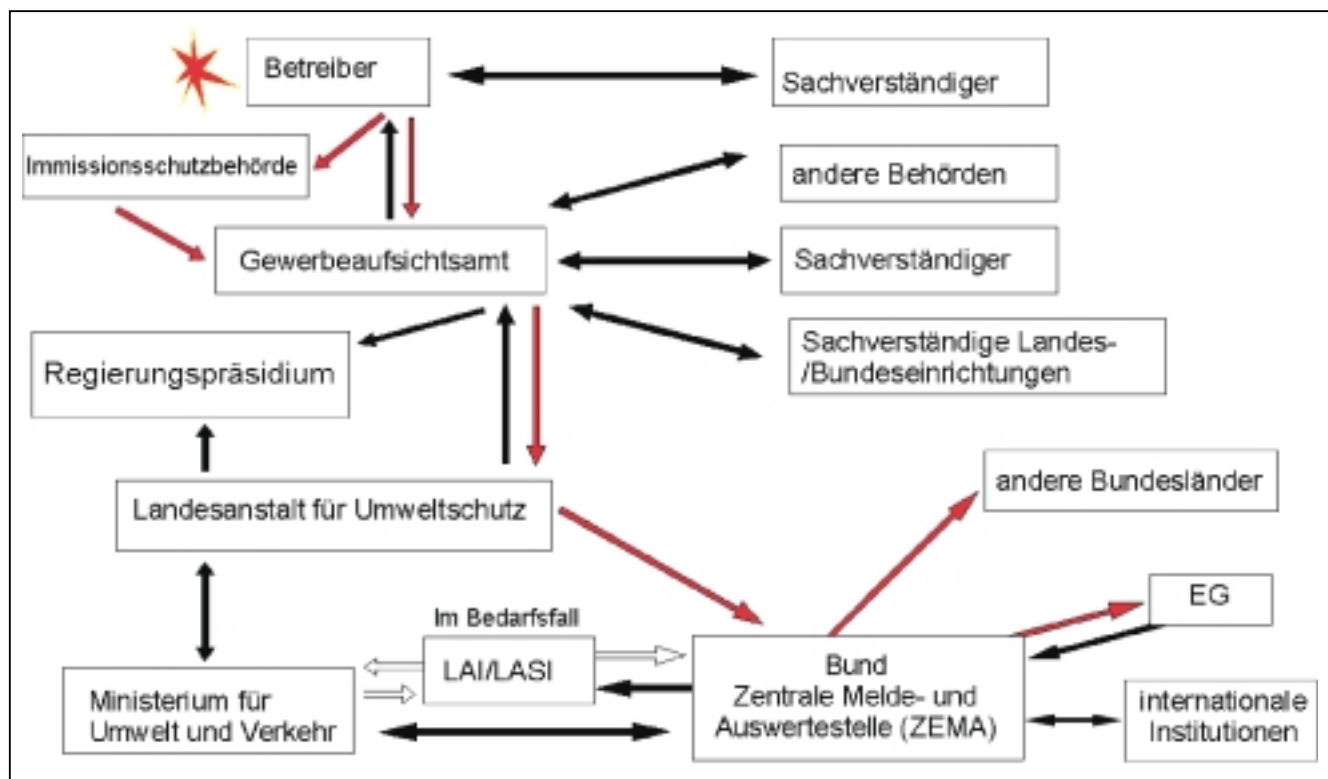 Betreiber
Sachverständiger
Immissionsschutzbehörde
andere Behörden
Gewerbeaufsichtsamt
Sachverständiger
Sachverständige Landes-
/Bundeseinrichtungen
Regierungspräsidium
andere Bundesländer
Landesanstalt für Umweltschutz
EG
Im Bedarfsfall
LAI/LASI
Bund
Zentrale Melde- und
Auswertestelle (ZEMA)
Ministerium für
Umwelt und Verkehr
internationale
Institutionen